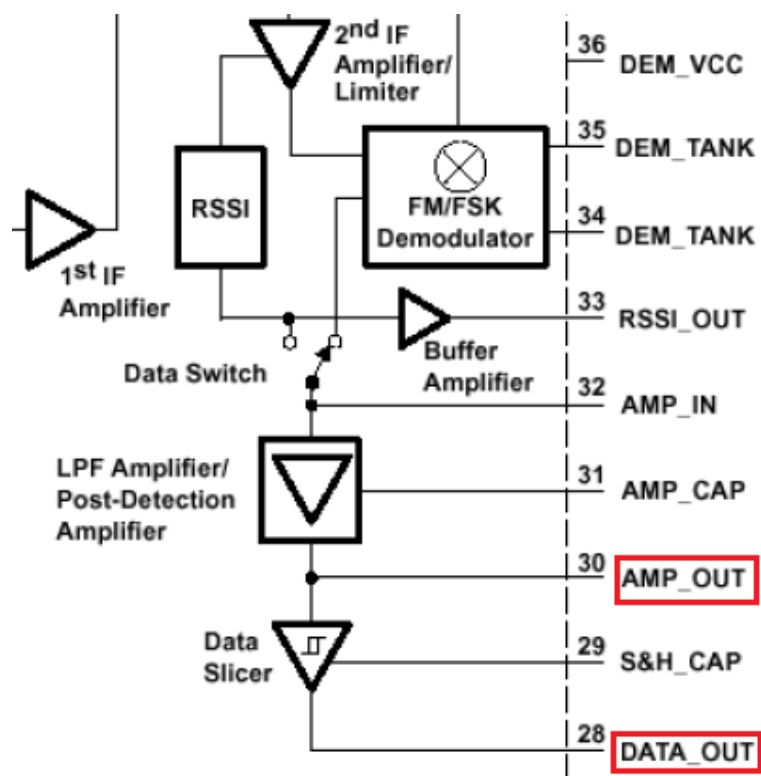 2nd IF
Amplifier/
Limiter
36
DEM_VCC
35
DEM_TANK
RSSI
FM/FSK
Demodulator
34
DEM_TANK
1st IF
Amplifier
33
RSSI_OUT
Data Switch
Buffer
Amplifier
32
AMP_IN
LPF Amplifier/
Post-Detection
Amplifier
31
AMP_CAP
30
AMP_OUT
Data
Slicer
29
S&H_CAP
28
DATA_OUT